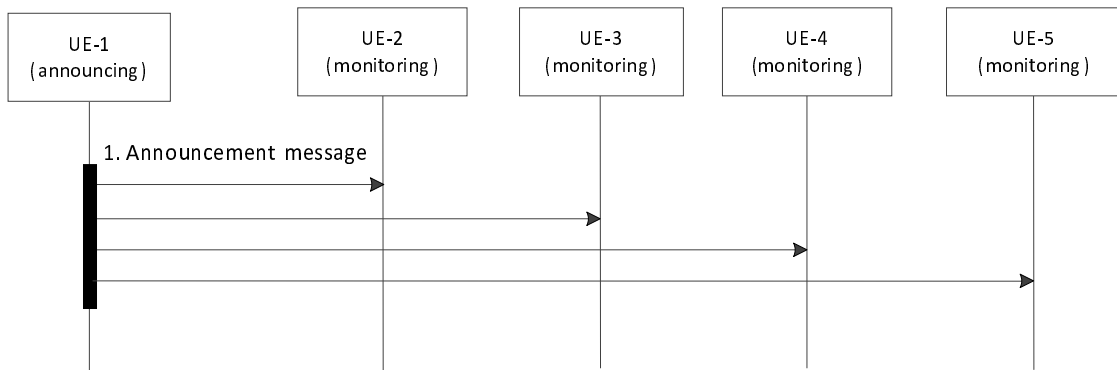 UE-1
(announcing)
UE-2
(monitoring)
UE-3
(monitoring)
UE-4
(monitoring)
UE-5
(monitoring)
1. Announcement message